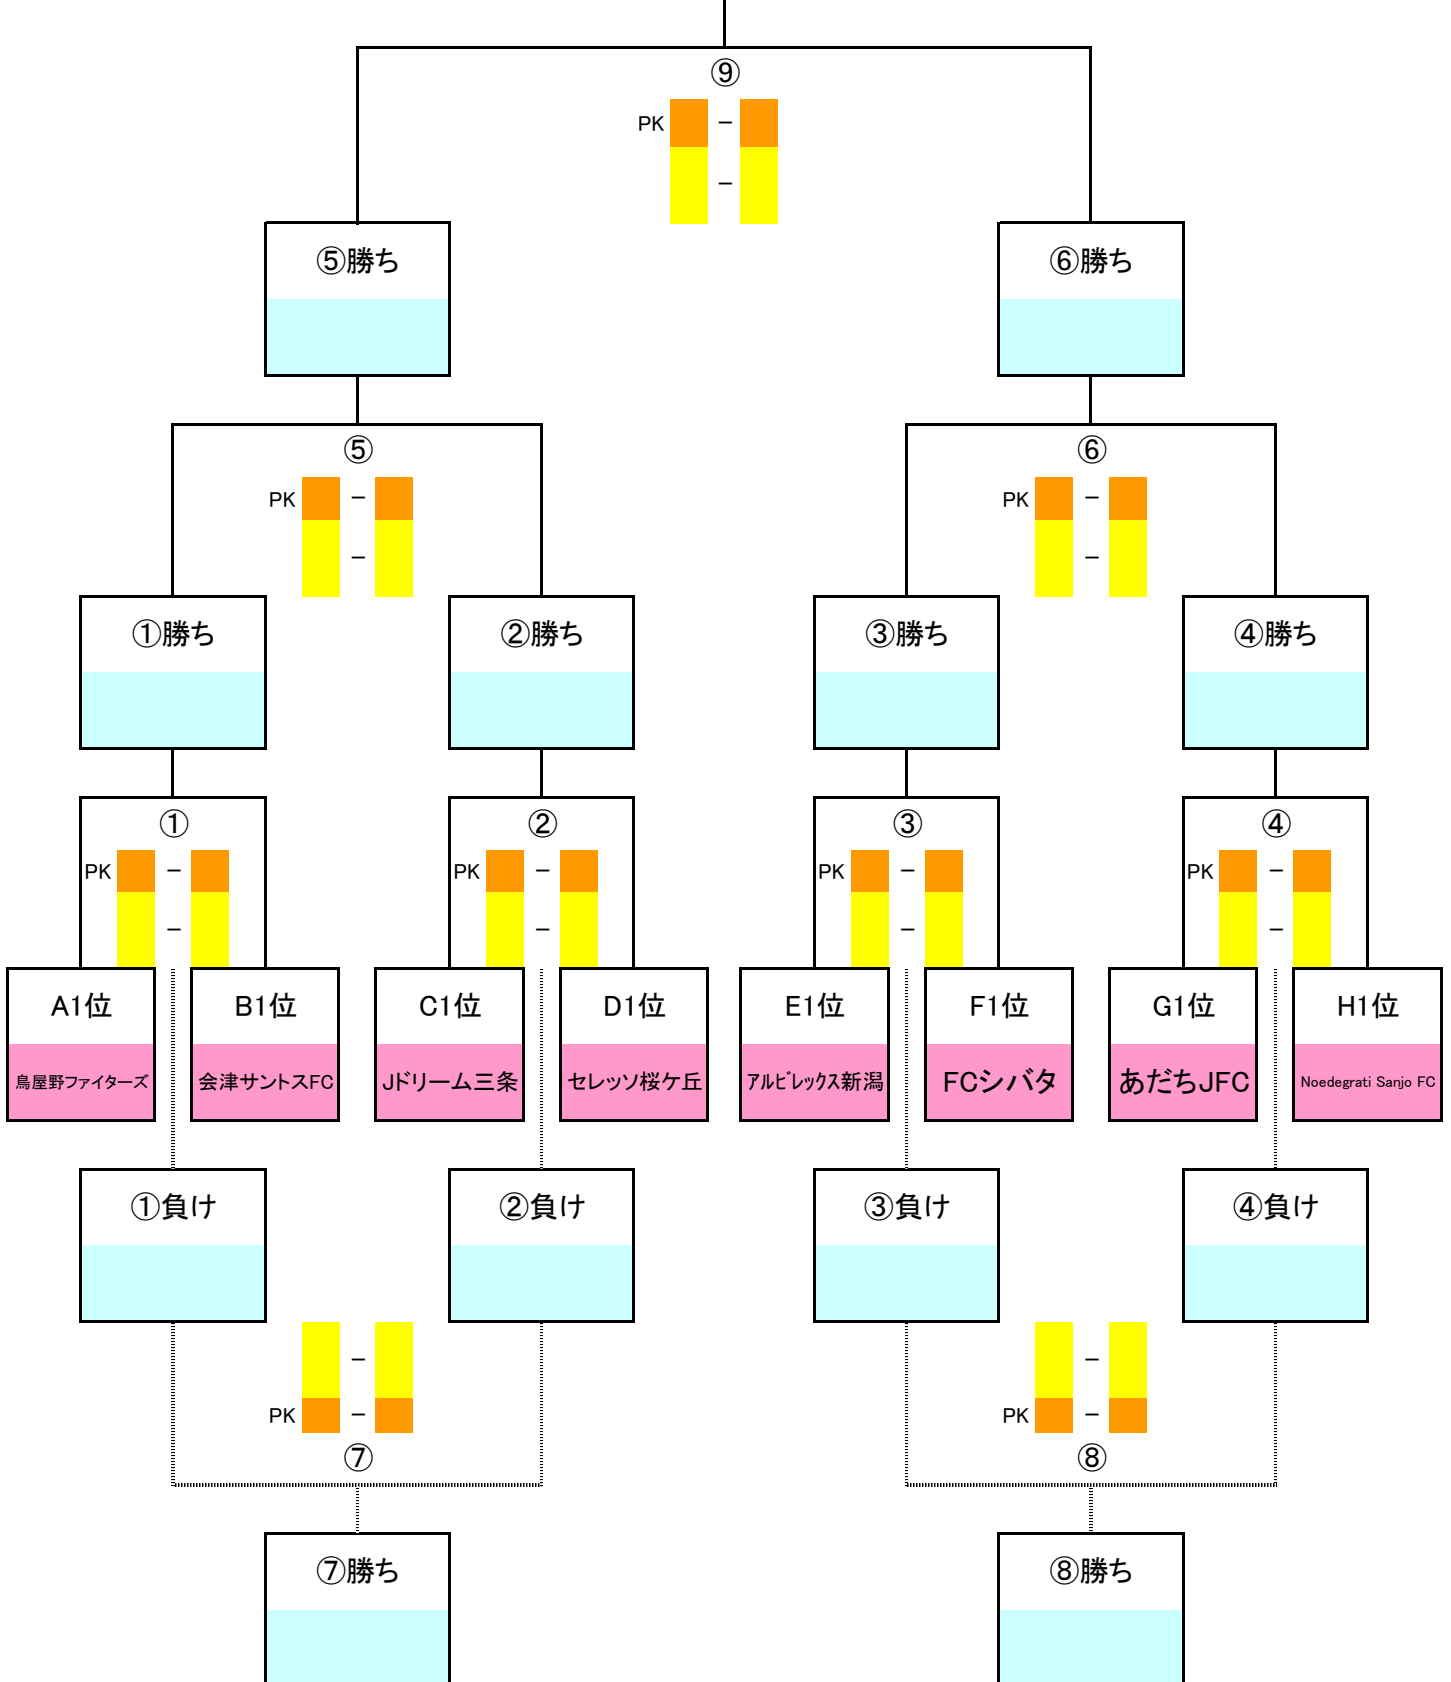 ⑨
PK - 
-
⑤勝ち ⑥勝ち
⑤ ⑥
PK - PK -
- -
①勝ち ②勝ち ③勝ち ④勝ち
① ② ③ ④
PK - PK - PK - PK -
- - - -
A1位 B1位 C1位 D1位 E1位 F1位 G1位 H1位
鳥屋野ファイターズ 会津サントスFC Jドリーム三条 セレッソ桜ケ丘 ｱﾙﾋﾞﾚｯｸｽ新潟 FCシバタ あだちJFC Noedegrati Sanjo FC
①負け ②負け ③負け ④負け
- -
PK - PK -
⑦ ⑧
⑦勝ち ⑧勝ち